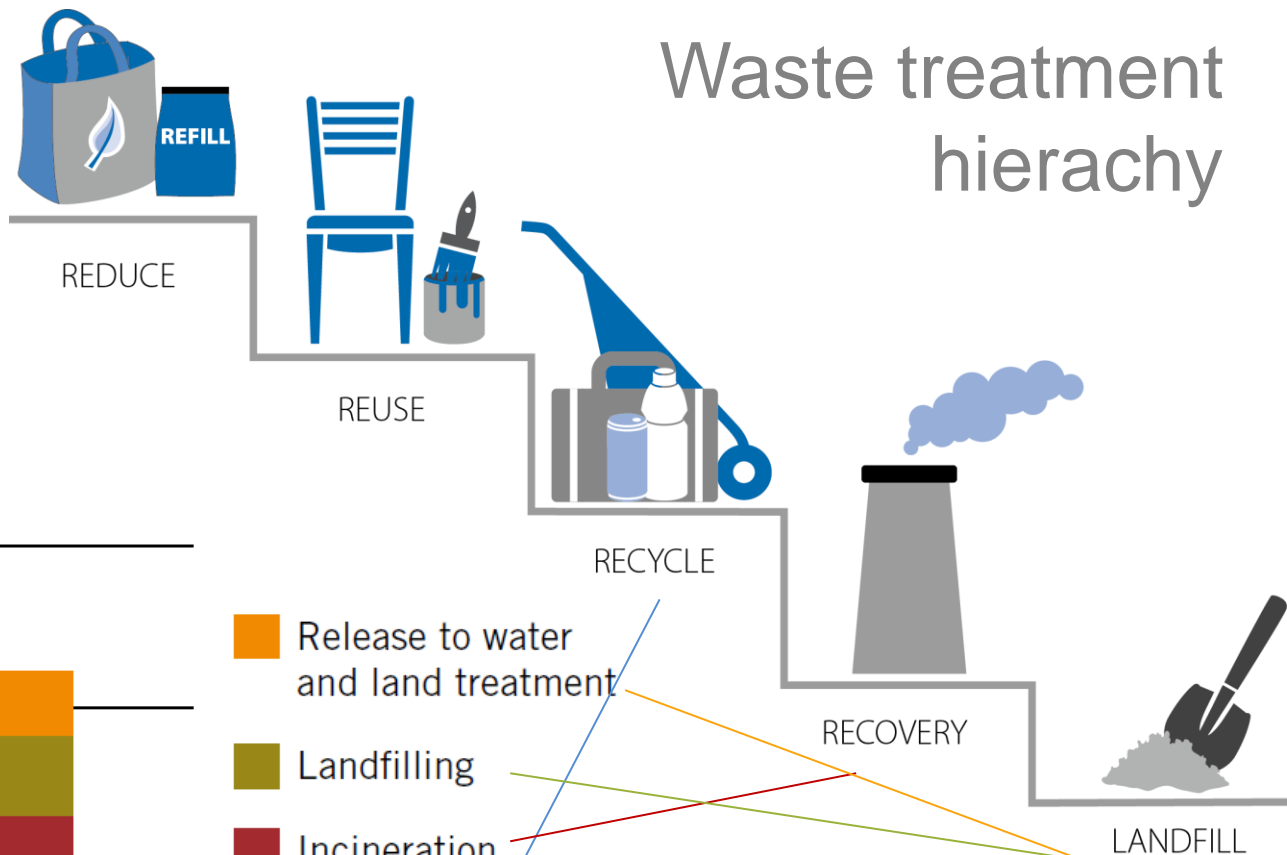 Waste treatment
hierachy
REFILL
REDUCE
REUSE
RECYCLE
RECOVERY
LANDFILL
Release to water
and land treatment
Landfilling
Incineration